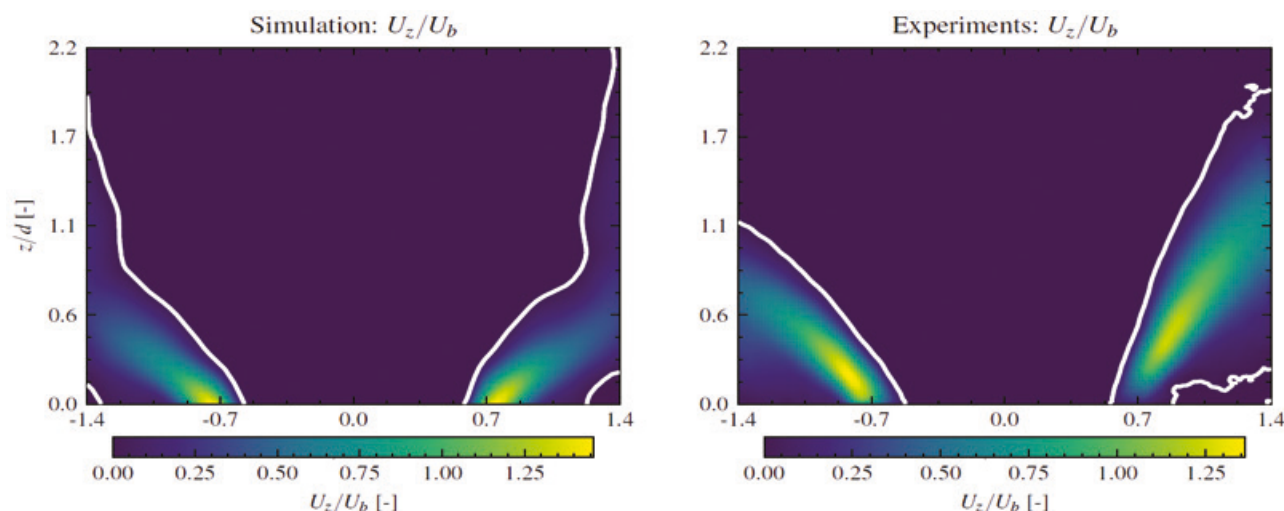 Simulation: U_z/U_b
2.2
1.7
1.1
0.6
0.0
z/d [-]
-1.4 -0.7 0.0 0.7 1.4
0.00 0.25 0.50 0.75 1.00 1.25
U_z/U_b [-]
Experiments: U_z/U_b
2.2
1.7
1.1
0.6
0.0
-1.4 -0.7 0.0 0.7 1.4
0.00 0.25 0.50 0.75 1.00 1.25
U_z/U_b [-]